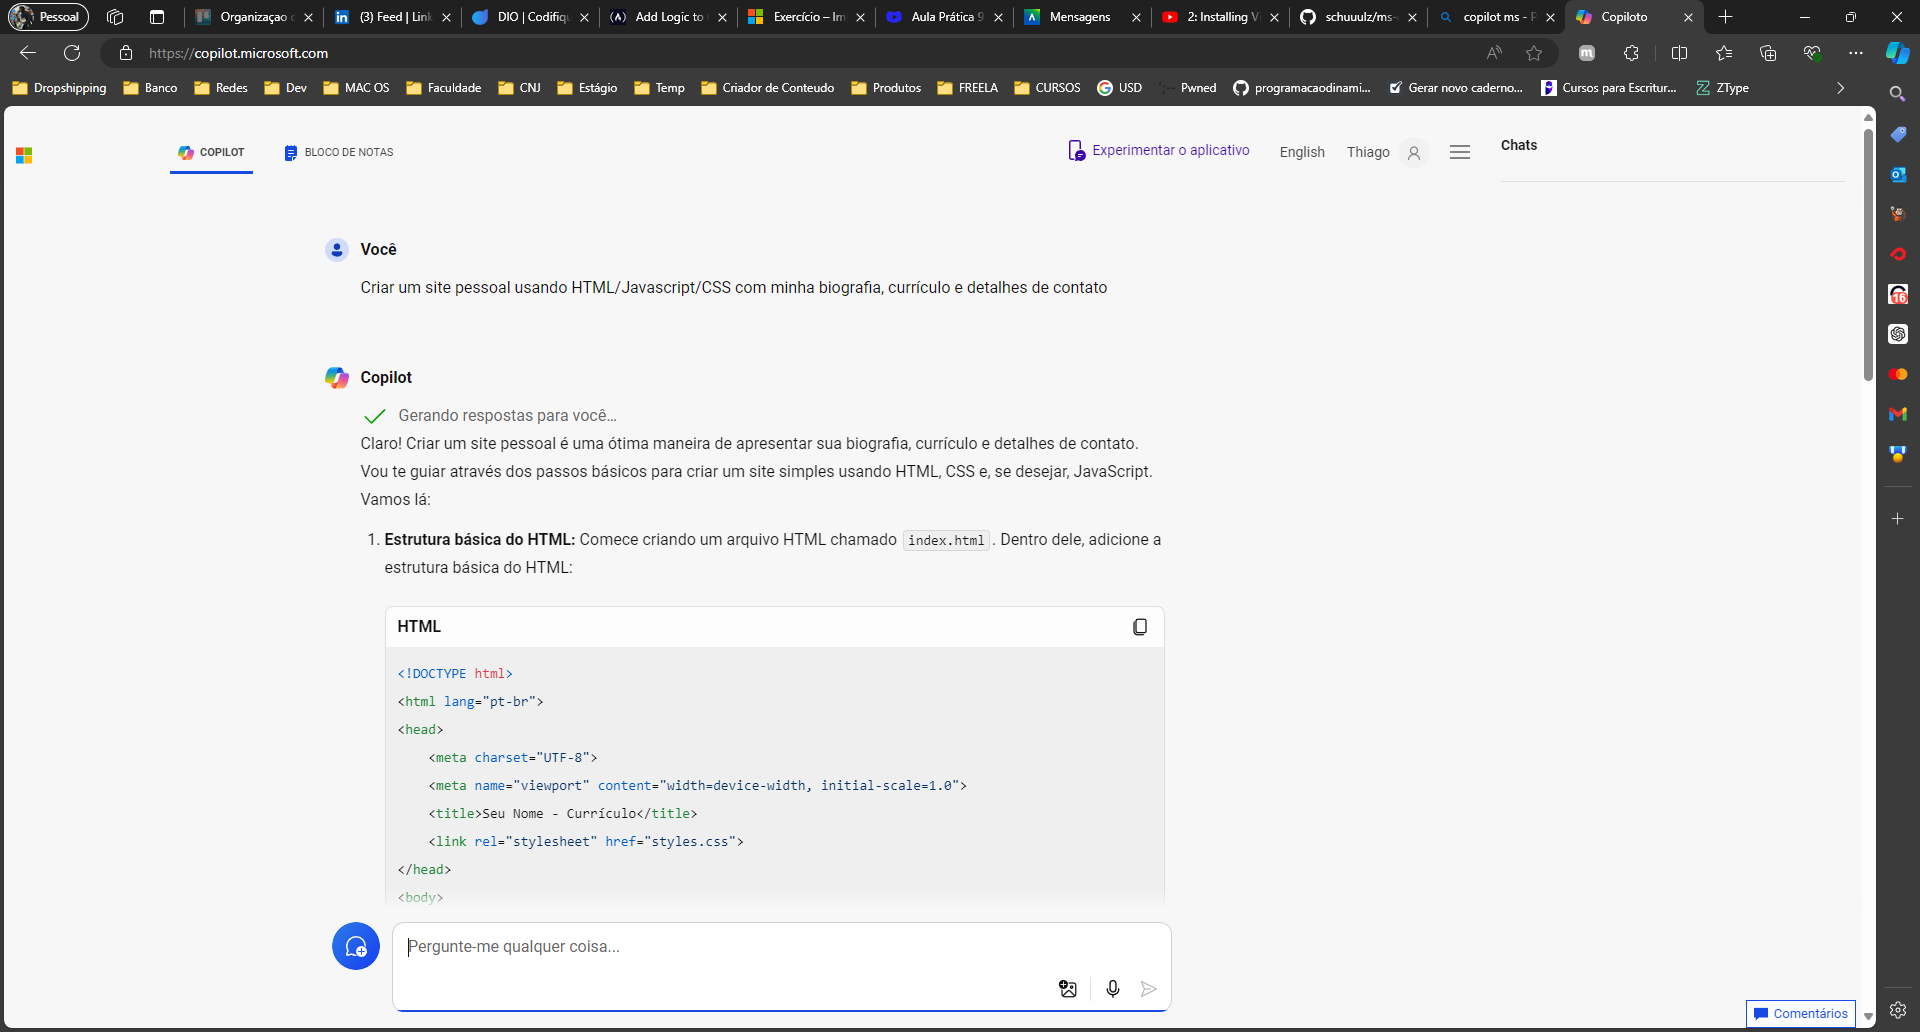 Pessoal
Organizaçao
(3) Feed | Link
DIO | Codifiq
Add Logic to
Exercício – Im
Aula Prática 9
Mensagens
2: Installing Vi
schuuulz/ms-
copilot ms - P
Copiloto
https://copilot.microsoft.com
Dropshipping
Banco
Redes
Dev
MAC OS
Faculdade
CNJ
Estágio
Temp
Criador de Conteudo
Produtos
FREELA
CURSOS
USD
Pwned
programacaodinami...
Gerar novo caderno...
Cursos para Escritur...
ZType
COPILOT
BLOCO DE NOTAS
Experimentar o aplicativo
English
Thiago
Chats
Você
Criar um site pessoal usando HTML/Javascript/CSS com minha biografia, currículo e detalhes de contato
Copilot
Gerando respostas para você…
Claro! Criar um site pessoal é uma ótima maneira de apresentar sua biografia, currículo e detalhes de contato.
Vou te guiar através dos passos básicos para criar um site simples usando HTML, CSS e, se desejar, JavaScript.
Vamos lá:
1. Estrutura básica do HTML: Comece criando um arquivo HTML chamado index.html. Dentro dele, adicione a
estrutura básica do HTML:
HTML
<!DOCTYPE html>
<html lang="pt-br">
<head>
    <meta charset="UTF-8">
    <meta name="viewport" content="width=device-width, initial-scale=1.0">
    <title>Seu Nome - Currículo</title>
    <link rel="stylesheet" href="styles.css">
</head>
<body>
Pergunte-me qualquer coisa...
Comentários
16